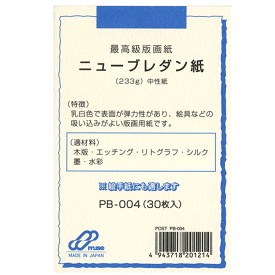 最高級版画紙
ニューブレダン紙
(233g) 中性紙
(特徴)
乳白色で表面が弾力性があり、絵具などの
吸い込みがよい版画用紙です。
(適材料)
木版・エッチング・リトグラフ・シルク
墨・水彩
※絵手紙にも適します
PB-004 (30枚入)
muse
MADE IN JAPAN
POST PB-004
4 943718 201214